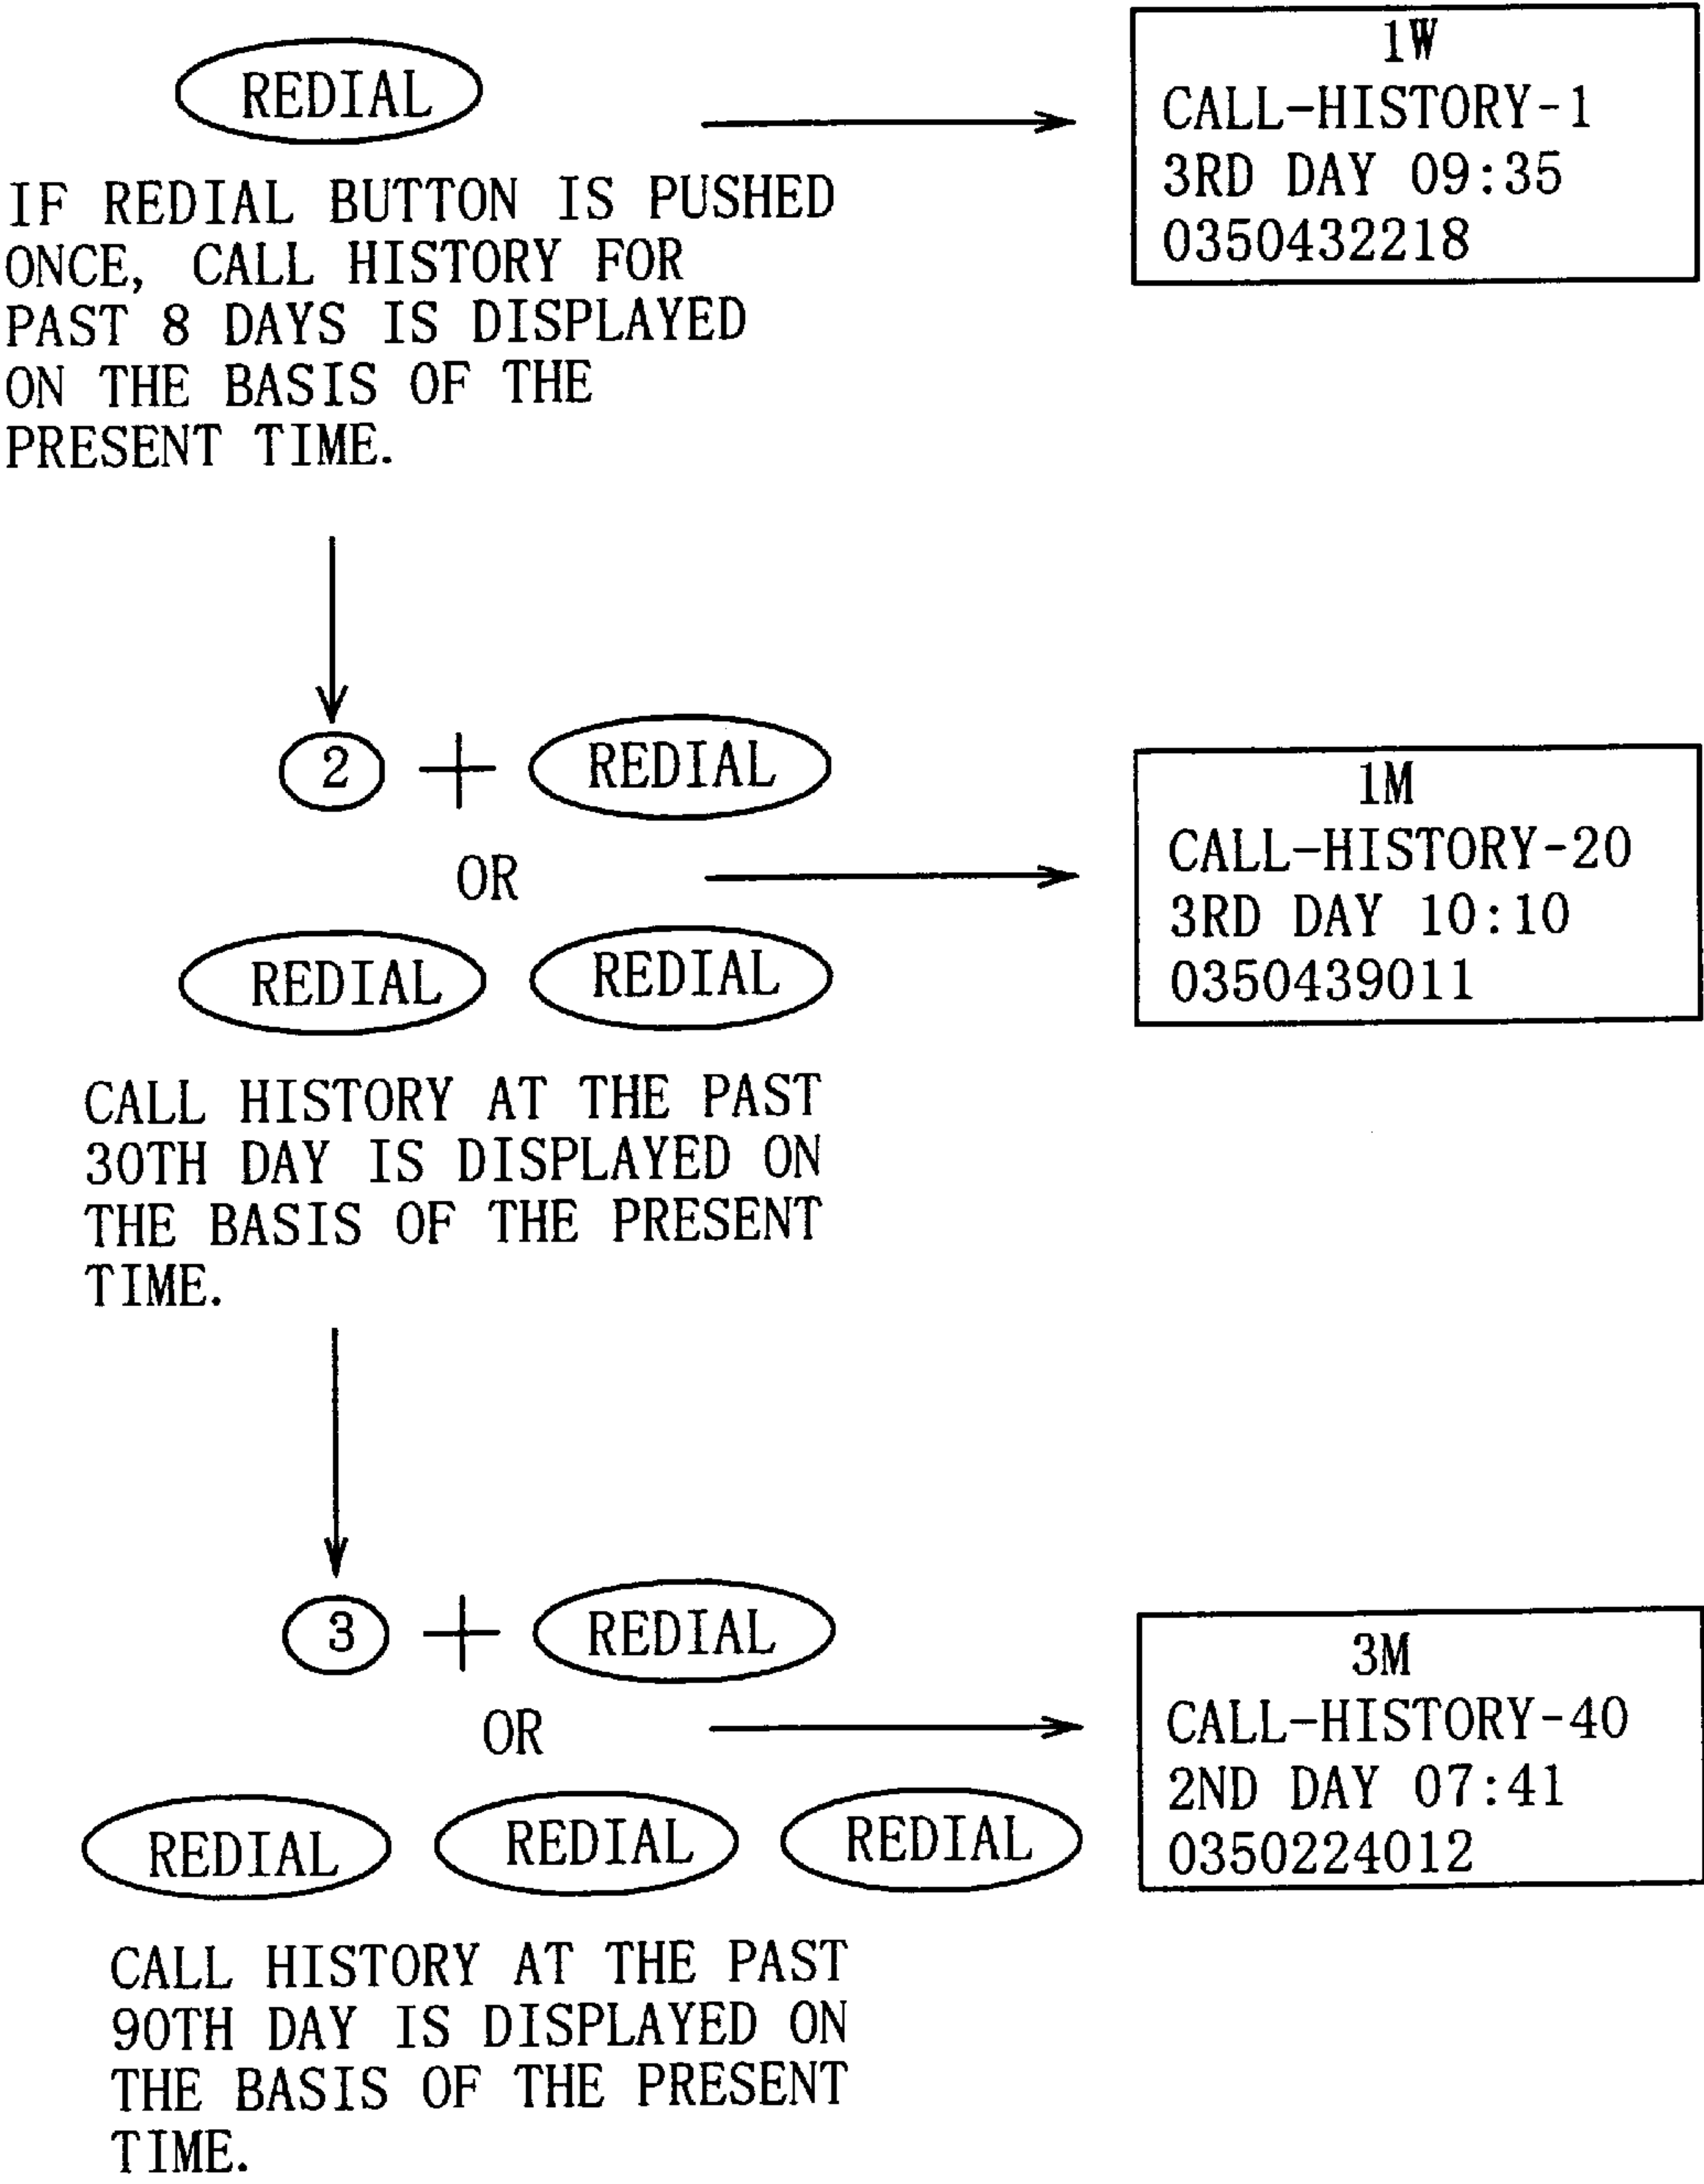 REDIAL
IF REDIAL BUTTON IS PUSHED
ONCE, CALL HISTORY FOR
PAST 8 DAYS IS DISPLAYED
ON THE BASIS OF THE
PRESENT TIME.
1W
CALL-HISTORY-1
3RD DAY 09:35
0350432218
2 + REDIAL
OR
REDIAL REDIAL
CALL HISTORY AT THE PAST
30TH DAY IS DISPLAYED ON
THE BASIS OF THE PRESENT
TIME.
1M
CALL-HISTORY-20
3RD DAY 10:10
0350439011
3 + REDIAL
OR
REDIAL REDIAL REDIAL
CALL HISTORY AT THE PAST
90TH DAY IS DISPLAYED ON
THE BASIS OF THE PRESENT
TIME.
3M
CALL-HISTORY-40
2ND DAY 07:41
0350224012